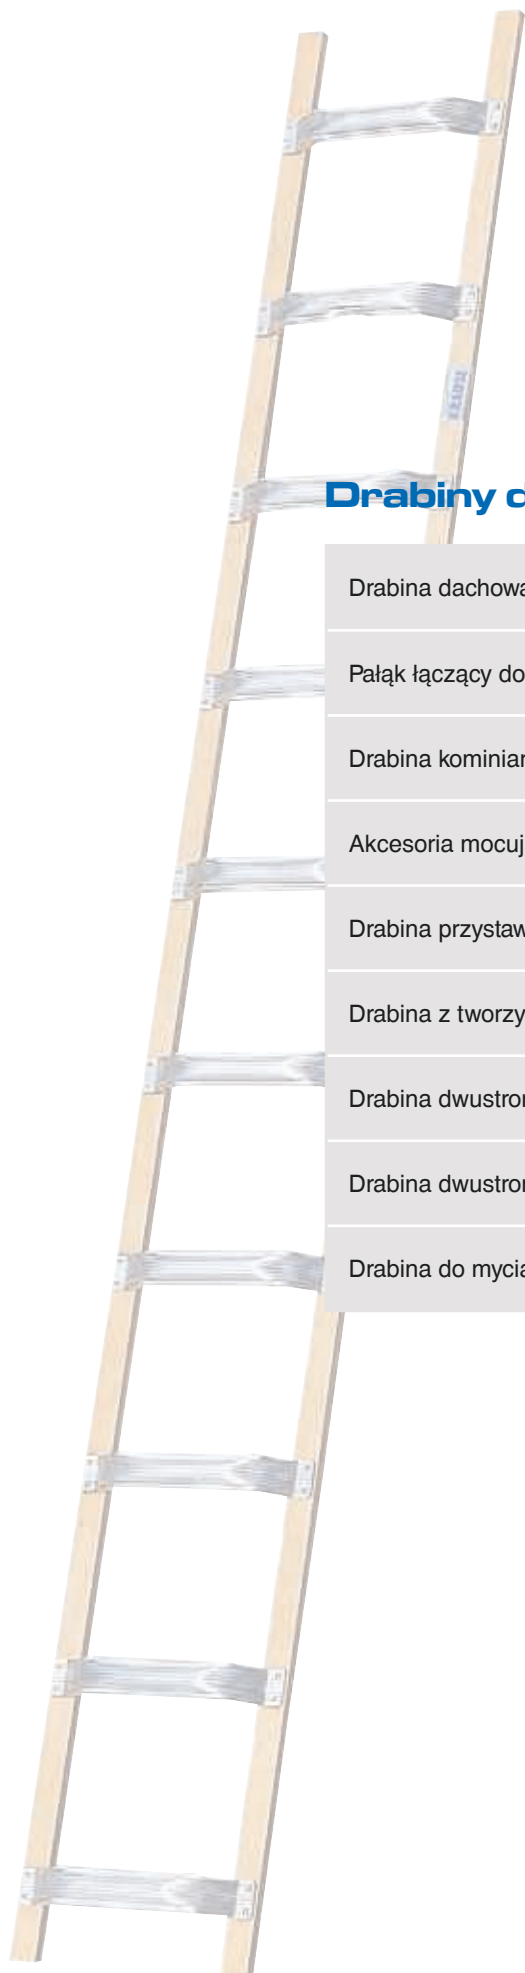 KRAUSE
Drabiny d
Drabina dachowa
Pałąk łączący do
Drabina kominiar
Akcesoria mocuj
Drabina przystaw
Drabina z tworzy
Drabina dwustron
Drabina dwustron
Drabina do mycia